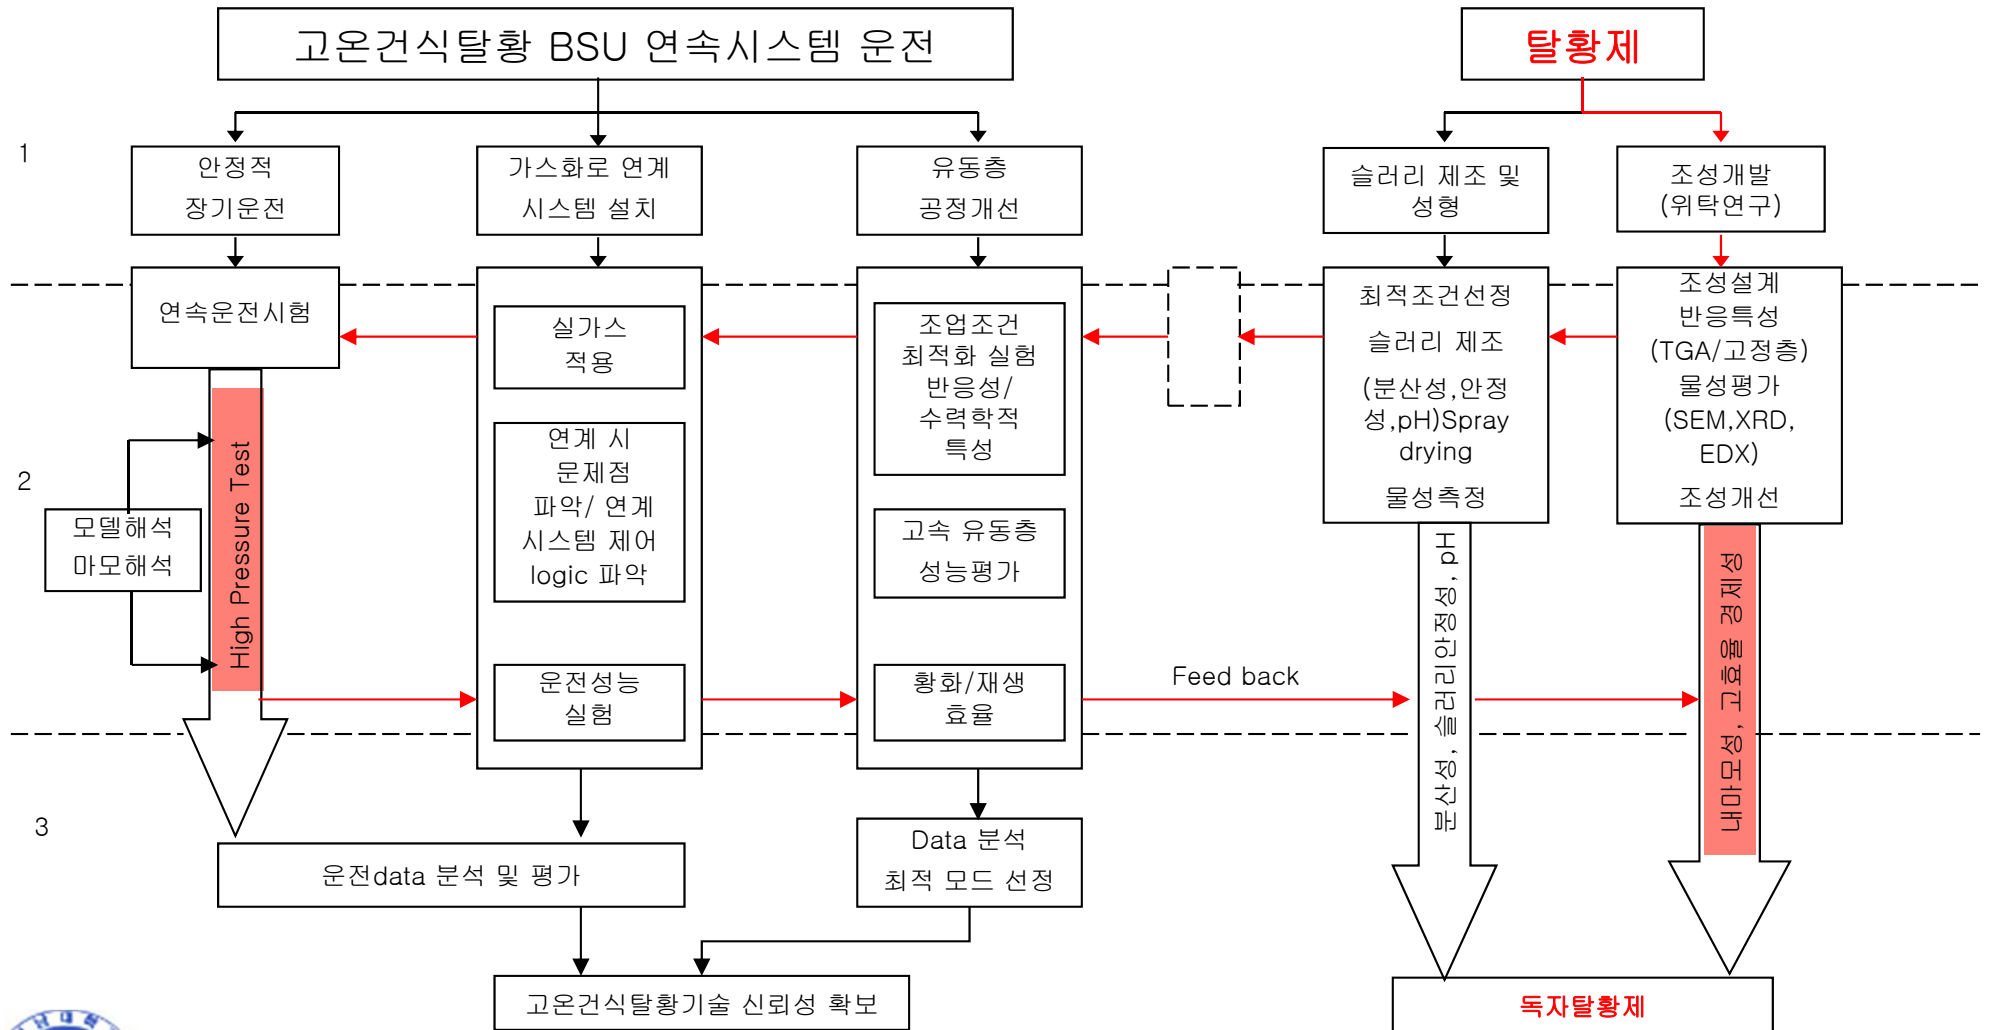 고온건식탈황 BSU 연속시스템 운전
탈황제
1
안정적
장기운전
가스화로 연계
시스템 설치
유동층
공정개선
슬러리 제조 및
성형
조성개발
(위탁연구)
연속운전시험
실가스
적용
연계 시
문제점
파악/ 연계
시스템 제어
logic 파악
운전성능
실험
조업조건
최적화 실험
반응성/
수력학적
특성
고속 유동층
성능평가
황화/재생
효율
최적조건선정
슬러리 제조
(분산성,안정
성,pH)Spray
drying
물성측정
조성설계
반응특성
(TGA/고정층)
물성평가
(SEM,XRD,
EDX)
조성개선
2
모델해석
마모해석
High Pressure Test
Feed back
분산성, 슬러리안정성, pH
내마모성, 고효율 경제성
3
운전data 분석 및 평가
Data 분석
최적 모드 선정
고온건식탈황기술 신뢰성 확보
독자탈황제